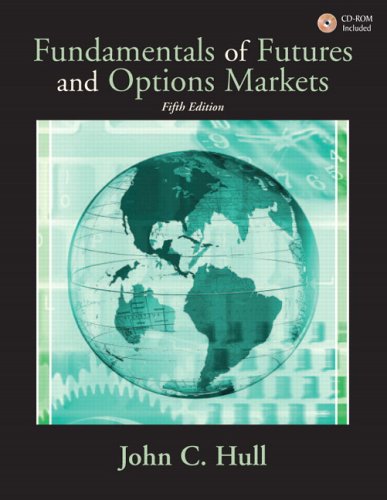 CD-ROM
Included
Fundamentals of Futures
and Options Markets
Fifth Edition
John C. Hull